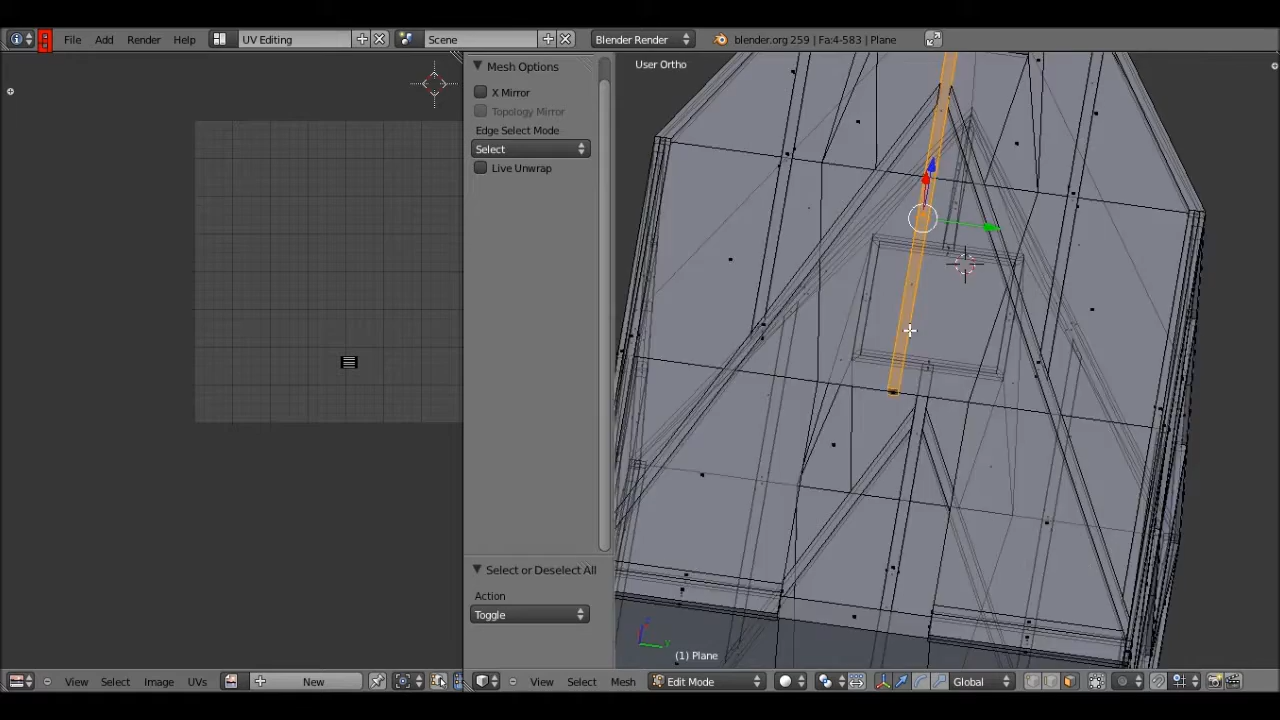 File Add Render Help UV Editing Scene Blender Render blender.org 259 | Fa:4-583 | Plane
Mesh Options
User Ortho
X Mirror
Topology Mirror
Edge Select Mode
Select
Live Unwrap
Select or Deselect All
Action
Toggle
(1) Plane
View Select Image UVs New View Select Mesh Edit Mode Global